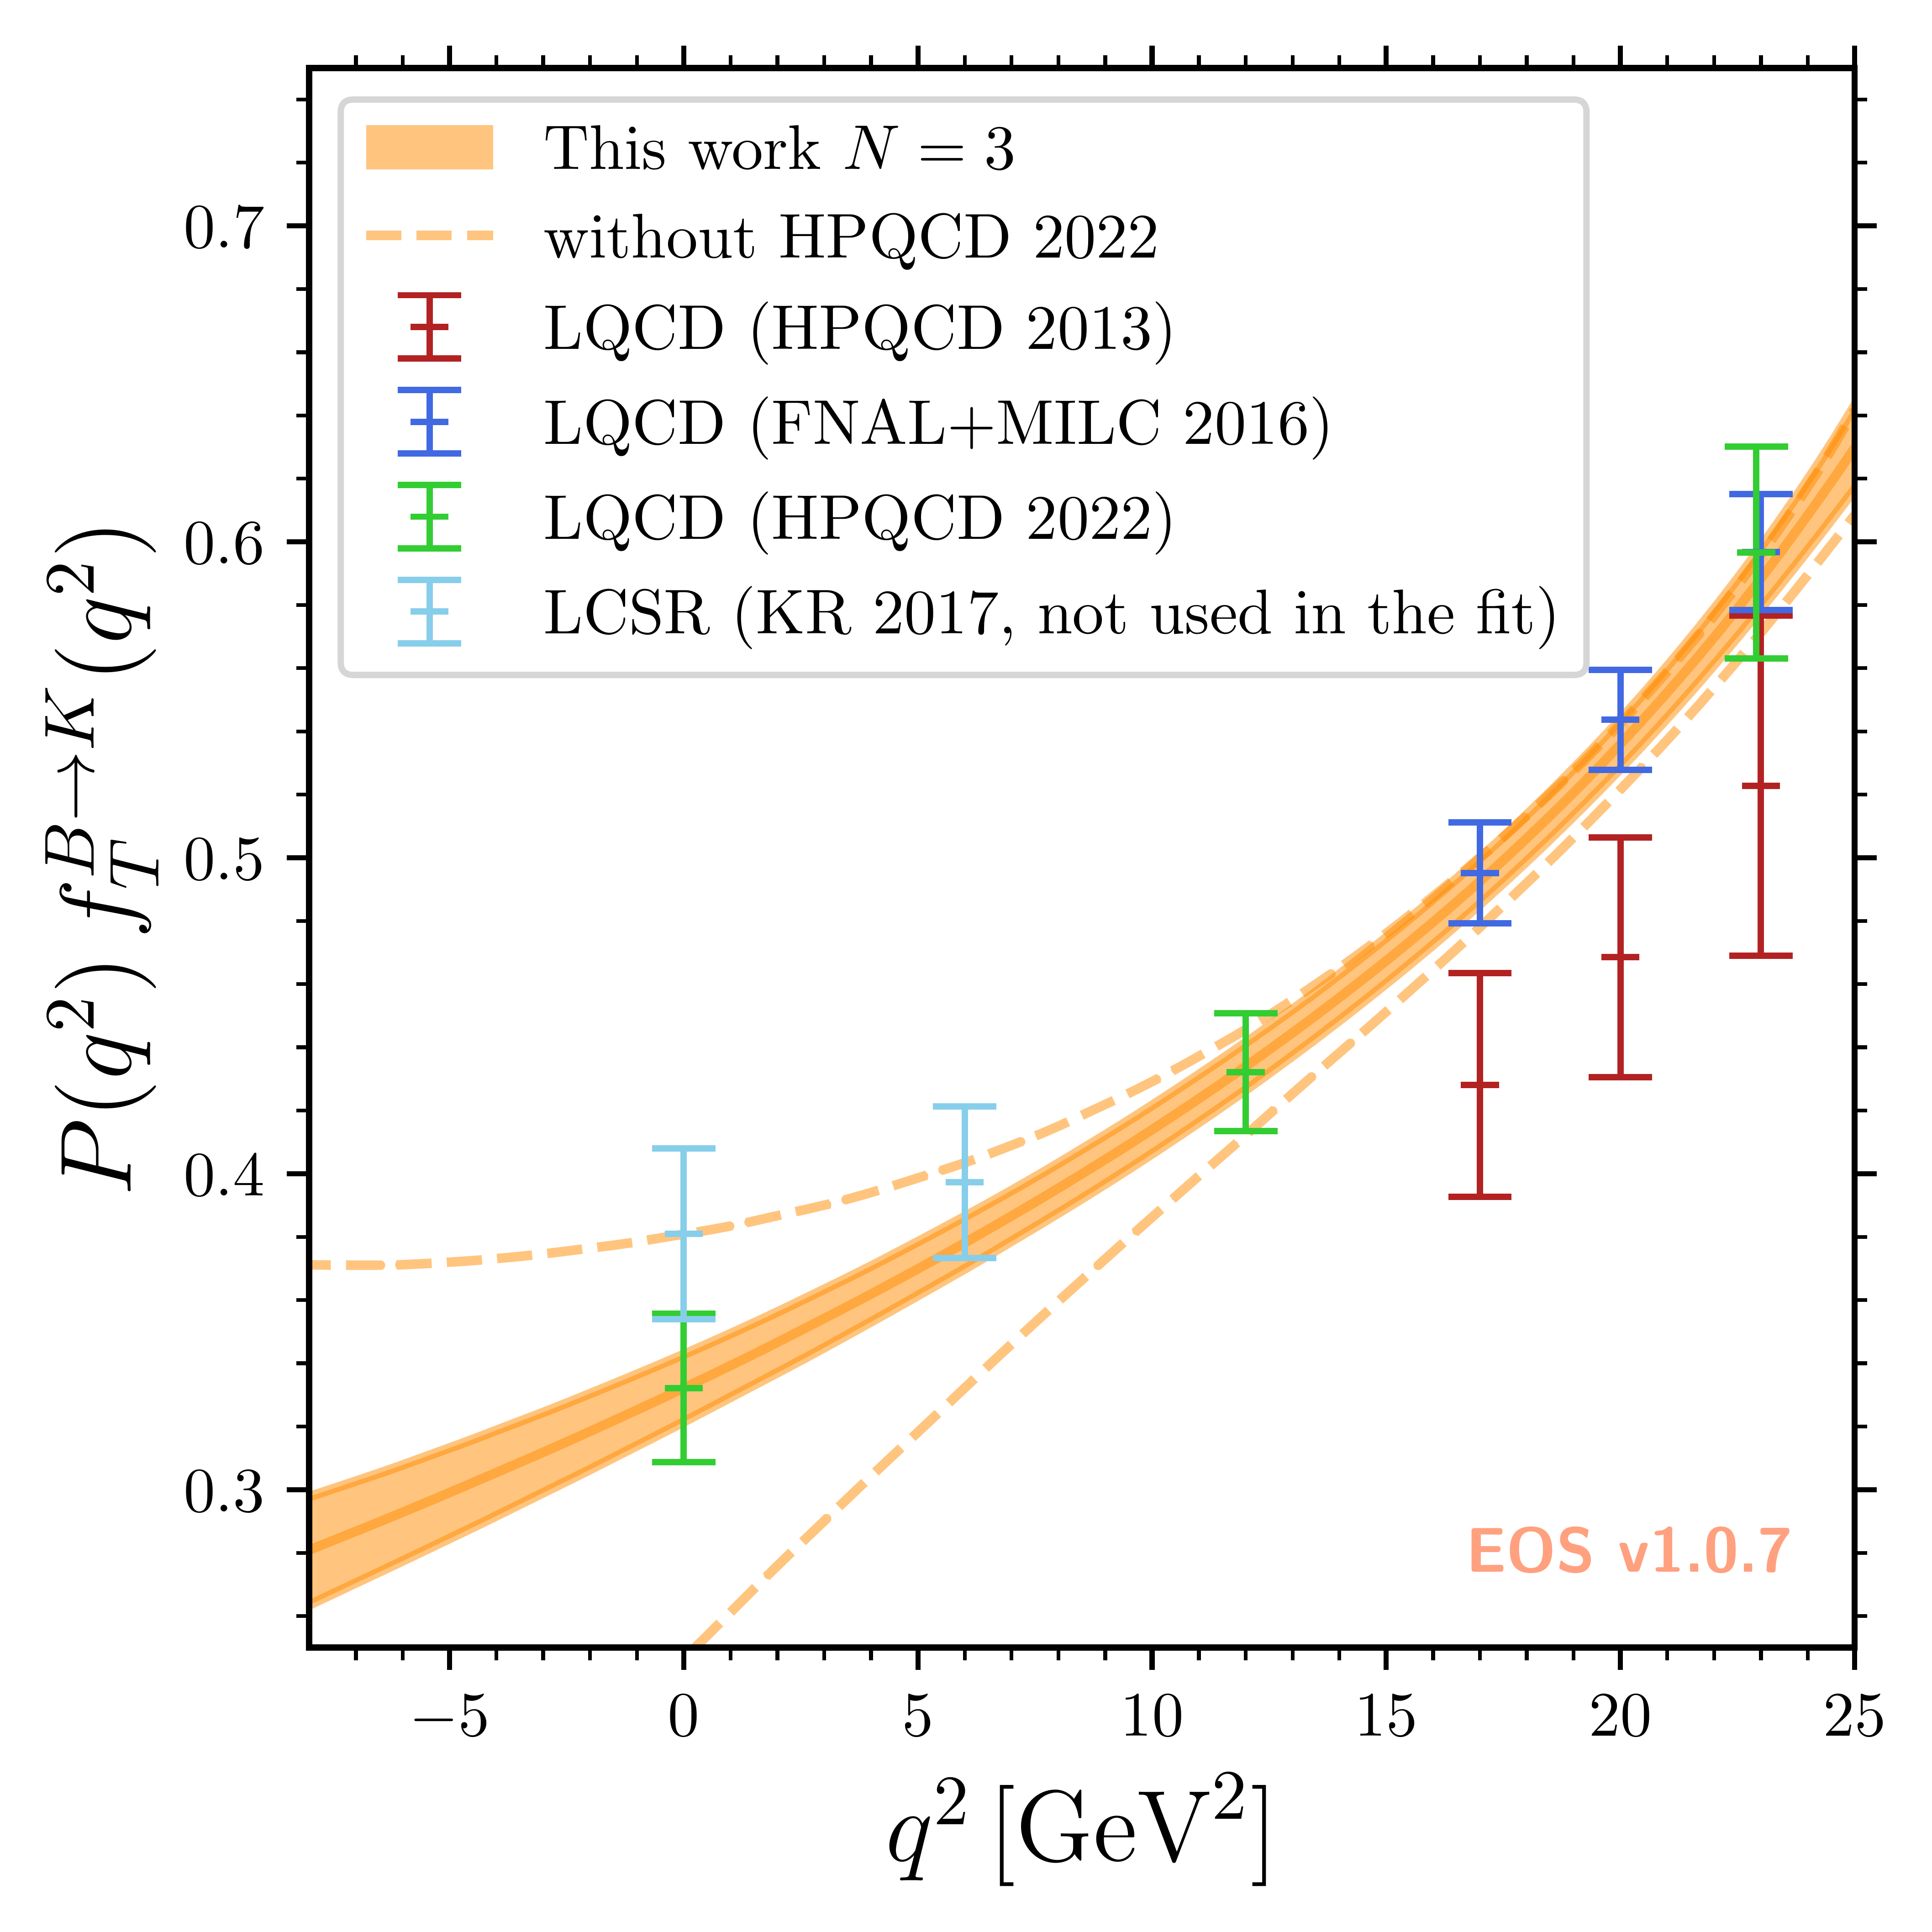 This work N = 3
without HPQCD 2022
LQCD (HPQCD 2013)
LQCD (FNAL+MILC 2016)
LQCD (HPQCD 2022)
LCSR (KR 2017, not used in the fit)
P(q²) f_T^{B→K}(q²)
0.7
0.6
0.5
0.4
0.3
EOS v1.0.7
−5 0 5 10 15 20 25
q² [GeV²]